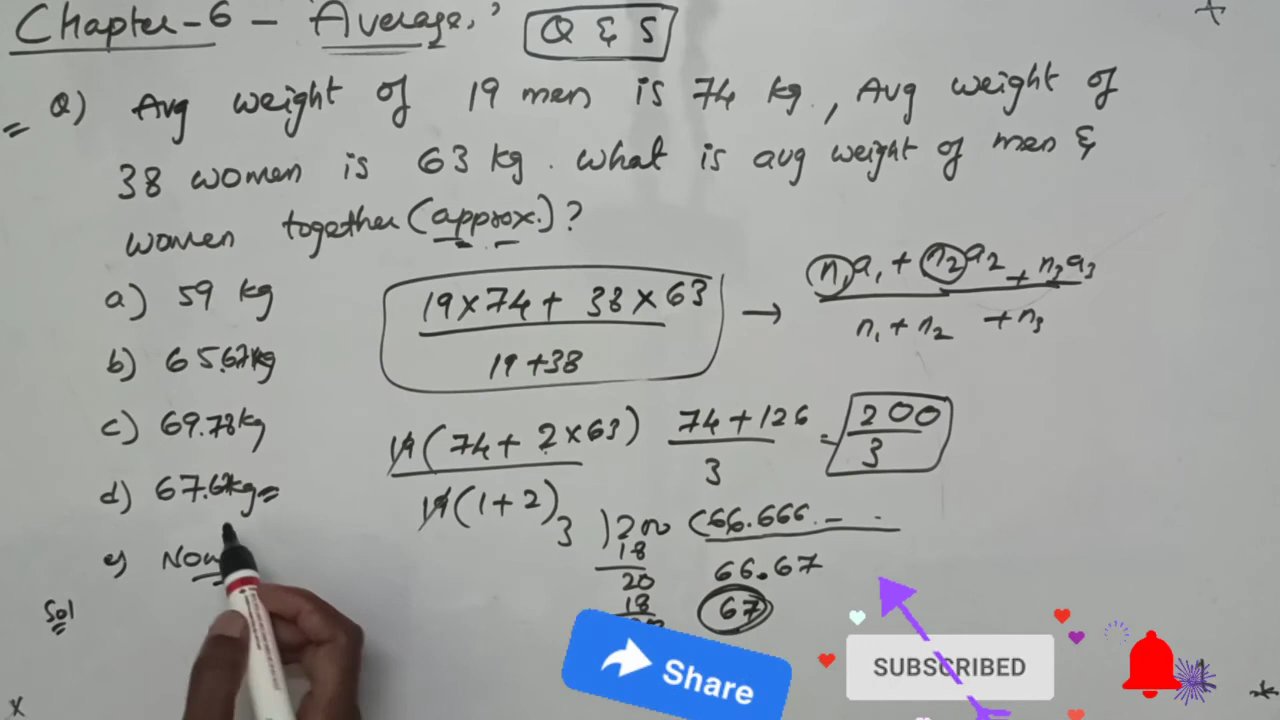 Chapter-6 - 'Average.' Q & S
Q) Avg weight of 19 men is 74 kg, Avg weight of
38 women is 63 kg. What is avg weight of men &
women together (approx.)?
a) 59 kg
b) 65.67kg
c) 69.78kg
d) 67.67kg
e) Non
Sol
19×74+ 38×63
19+38
→
n₁a₁ + n₂a₂ + n₃a₃
n₁+n₂ +n₃
19(74+ 2×63)
19(1+2)
74+126
3
= 200
3
3)200(66.666. - .
18
20
18
66.67
67
Share
SUBSCRIBED